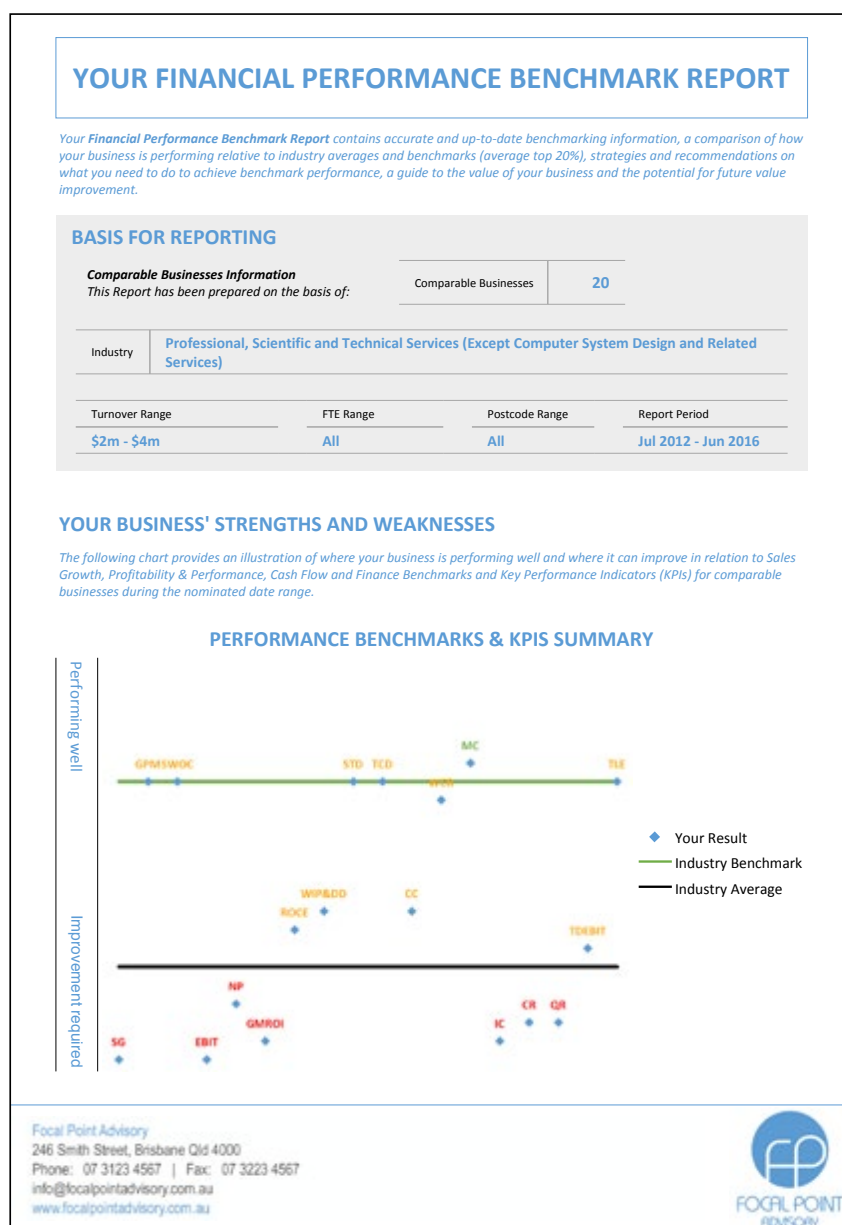 YOUR FINANCIAL PERFORMANCE BENCHMARK REPORT
Your Financial Performance Benchmark Report contains accurate and up-to-date benchmarking information, a comparison of how
your business is performing relative to industry averages and benchmarks (average top 20%), strategies and recommendations on
what you need to do to achieve benchmark performance, a guide to the value of your business and the potential for future value
improvement.
BASIS FOR REPORTING
Comparable Businesses Information
This Report has been prepared on the basis of:
Comparable Businesses 20
Industry
Professional, Scientific and Technical Services (Except Computer System Design and Related
Services)
Turnover Range FTE Range Postcode Range Report Period
$2m - $4m All All Jul 2012 - Jun 2016
YOUR BUSINESS' STRENGTHS AND WEAKNESSES
The following chart provides an illustration of where your business is performing well and where it can improve in relation to Sales
Growth, Profitability & Performance, Cash Flow and Finance Benchmarks and Key Performance Indicators (KPIs) for comparable
businesses during the nominated date range.
PERFORMANCE BENCHMARKS & KPIS SUMMARY
Performing well
Improvement required
MC
GPM SWOC STD TCD TLE
WIP&DD CC
ROCE
TDEBIT
NP
CR QR
GMROI IC
SG EBIT
Your Result
Industry Benchmark
Industry Average
Focal Point Advisory
246 Smith Street, Brisbane Qld 4000
Phone: 07 3123 4567 | Fax: 07 3223 4567
info@focalpointadvisory.com.au
www.focalpointadvisory.com.au
FP
FOCAL POINT
ADVISORY